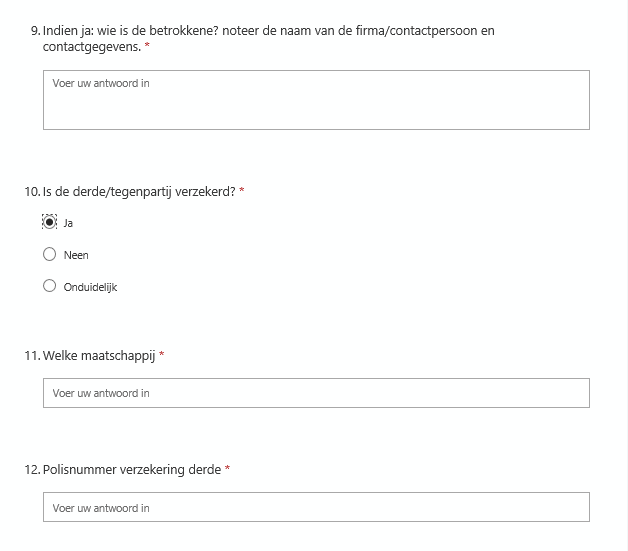 9. Indien ja: wie is de betrokkene? noteer de naam van de firma/contactpersoon en
contactgegevens. *
Voer uw antwoord in
10. Is de derde/tegenpartij verzekerd? *
Ja
Neen
Onduidelijk
11. Welke maatschappij *
Voer uw antwoord in
12. Polisnummer verzekering derde *
Voer uw antwoord in